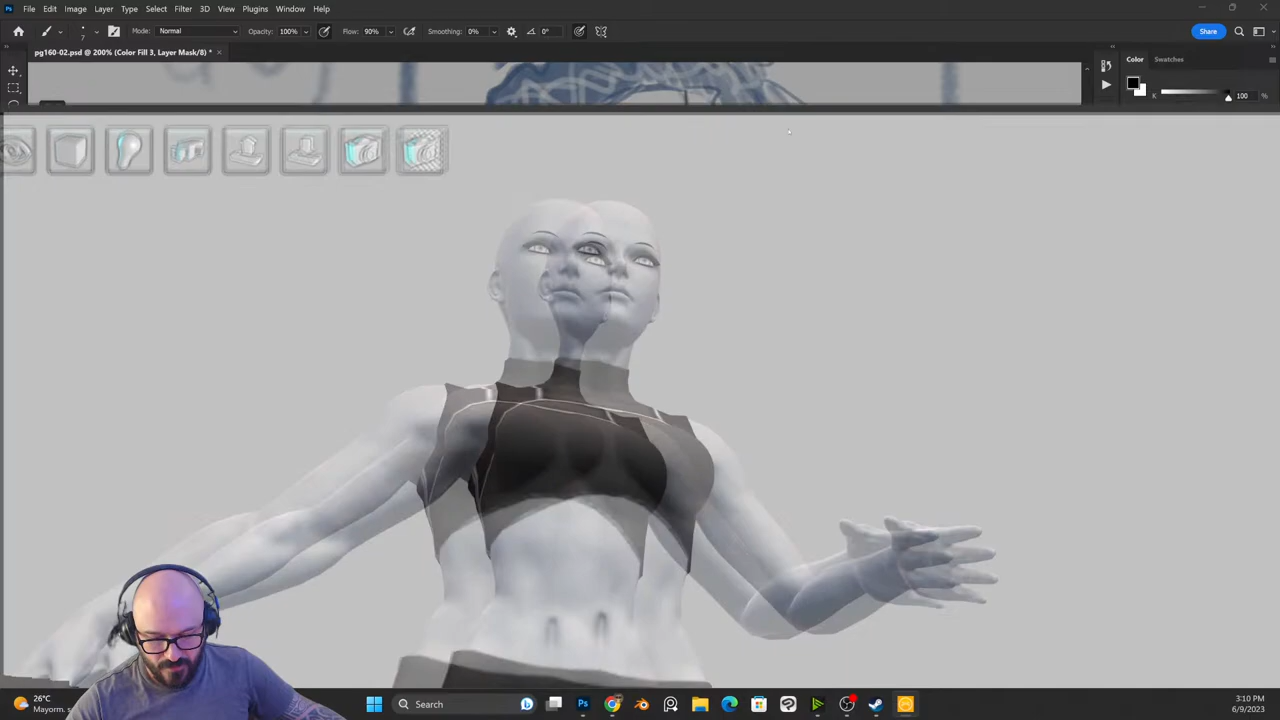 File Edit Image Layer Type Select Filter 3D View Plugins Window Help
7 Mode: Normal Opacity: 100% Flow: 90% Smoothing: 0% 0° Share
pg160-02.psd @ 200% (Color Fill 3, Layer Mask/8) * ×
Color Swatches
K 100
26°C
Mayorm. s
Search
3:10 PM
6/9/2023